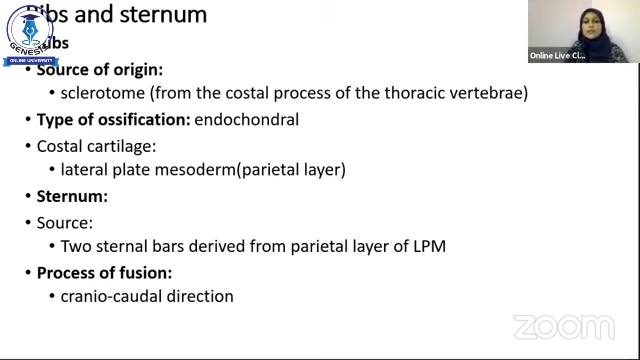 Ribs and sternum
Ribs
GENESIS
ONLINE UNIVERSITY
• Source of origin:
• sclerotome (from the costal process of the thoracic vertebrae)
• Type of ossification: endochondral
• Costal cartilage:
• lateral plate mesoderm(parietal layer)
• Sternum:
• Source:
• Two sternal bars derived from parietal layer of LPM
• Process of fusion:
• cranio-caudal direction
Online Live Cl...
zoom